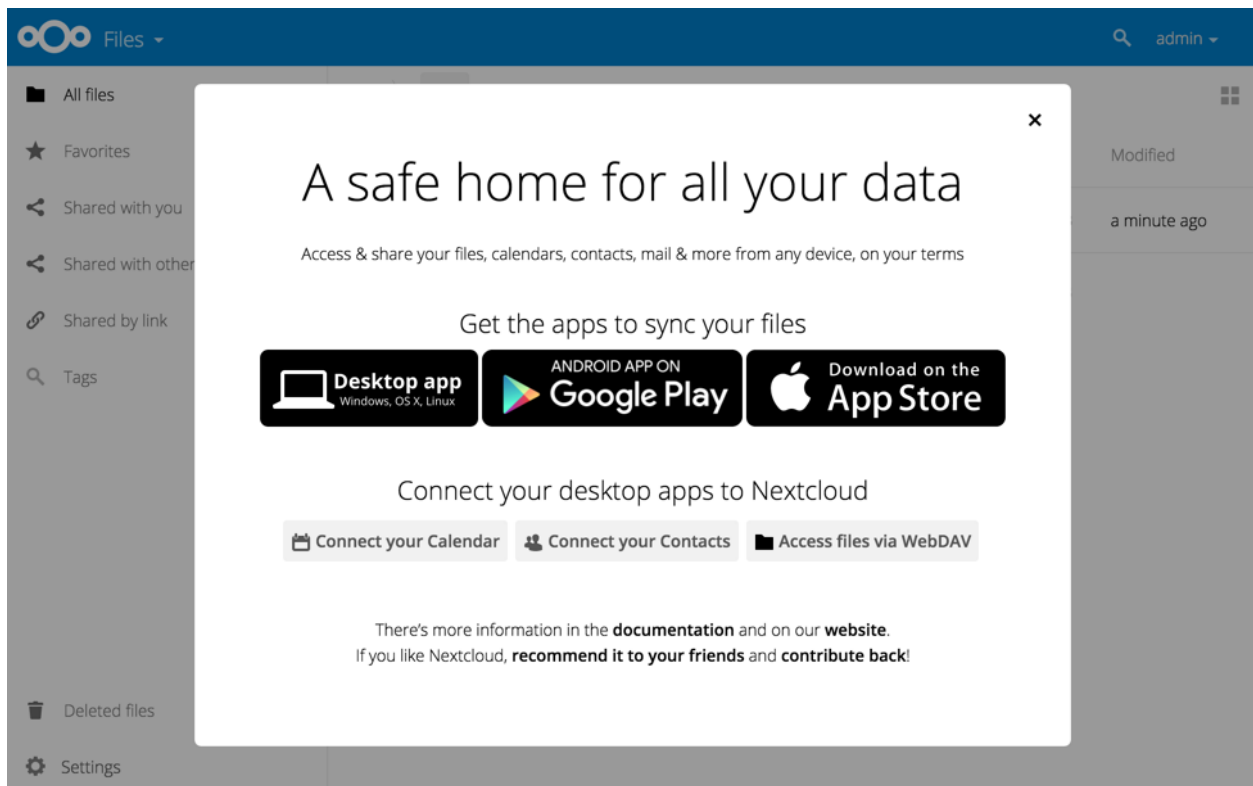 Files
admin
All files
Favorites
Shared with you
Shared with other
Shared by link
Tags
Deleted files
Settings
Modified
a minute ago
×
A safe home for all your data
Access & share your files, calendars, contacts, mail & more from any device, on your terms
Get the apps to sync your files
Desktop app
Windows, OS X, Linux
ANDROID APP ON
Google Play
Download on the
App Store
Connect your desktop apps to Nextcloud
Connect your Calendar
Connect your Contacts
Access files via WebDAV
There's more information in the documentation and on our website.
If you like Nextcloud, recommend it to your friends and contribute back!